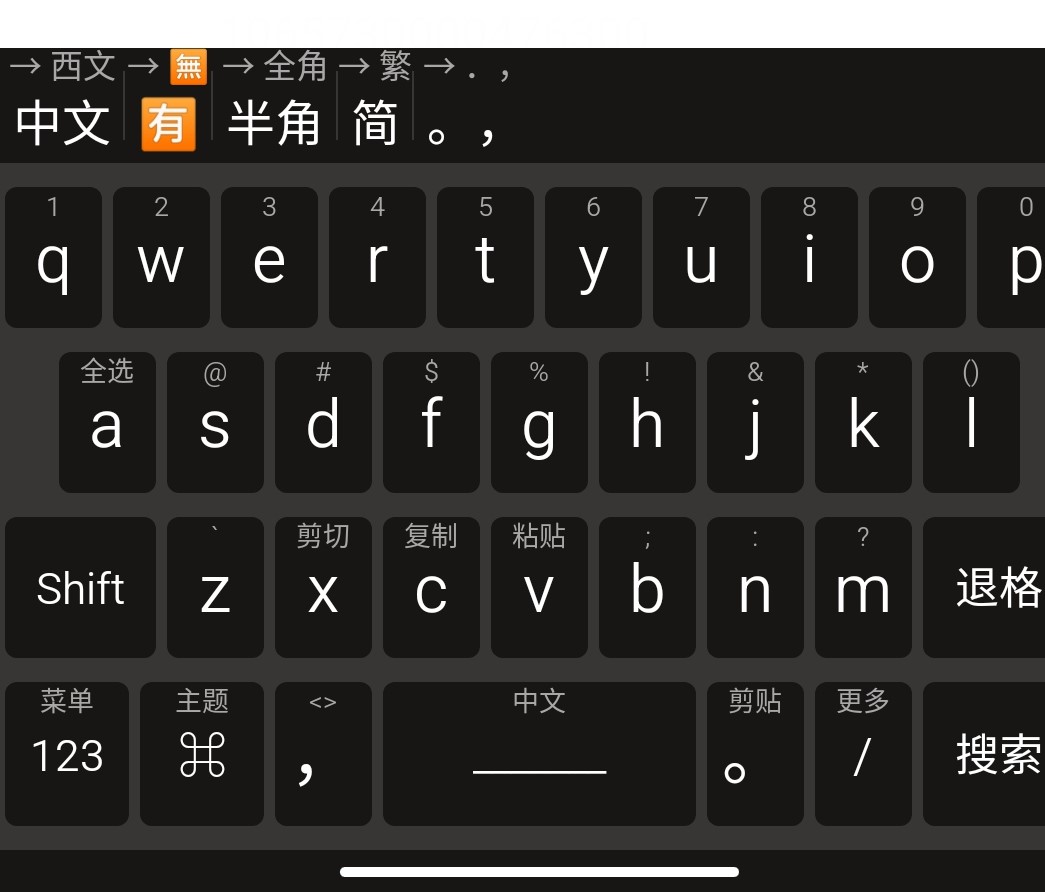 → 西文 → 🈚 → 全角 → 繁 → . ,
中文 🈶 半角 简 。,
1 2 3 4 5 6 7 8 9 0
q w e r t y u i o p
全选 @ # $ % ! & * ()
a s d f g h j k l
` 剪切 复制 粘贴 ; : ?
Shift z x c v b n m 退格
菜单 主题 <> 中文 剪贴 更多
123 ⌘ , 。 / 搜索